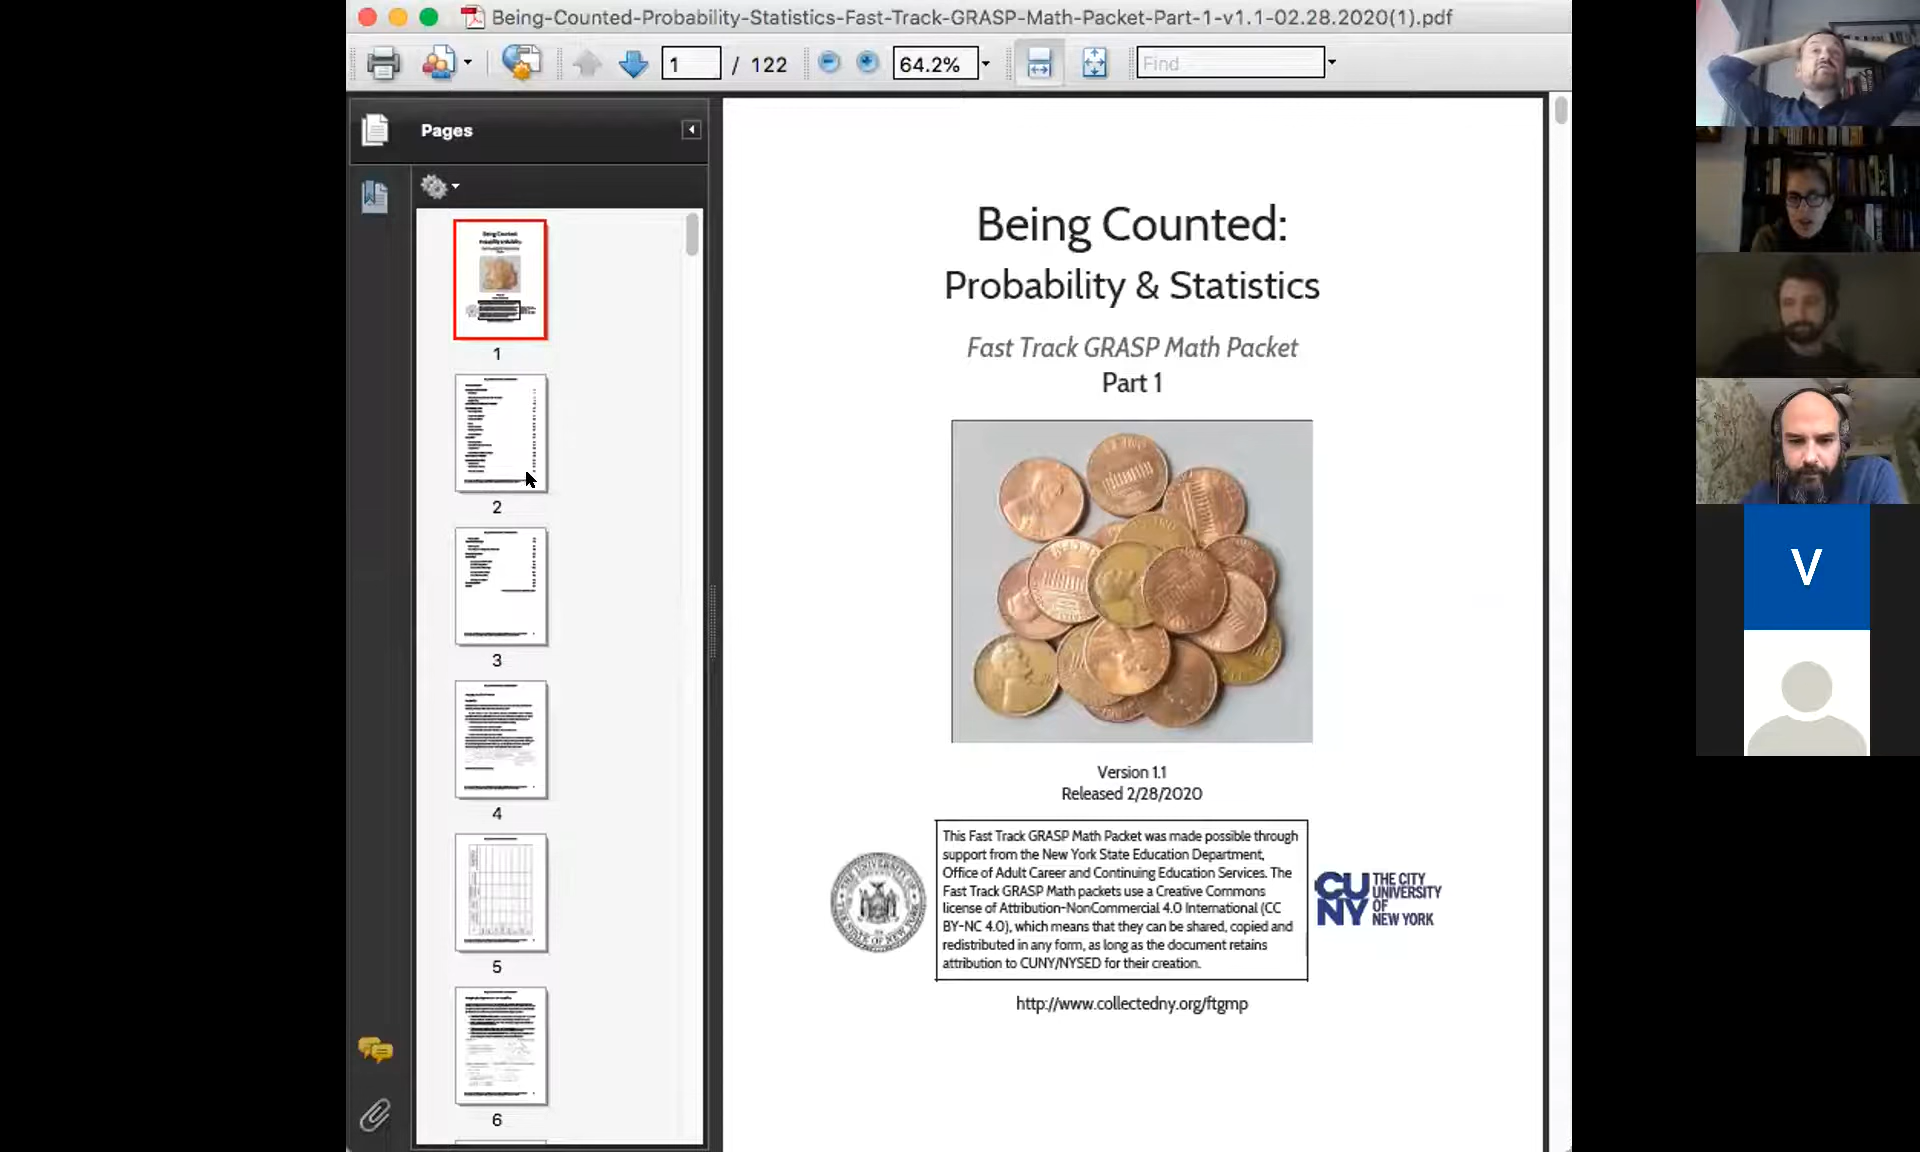 Being-Counted-Probability-Statistics-Fast-Track-GRASP-Math-Packet-Part-1-v1.1-02.28.2020(1).pdf
1 / 122
64.2%
Find
Pages
1
2
3
4
5
6
Being Counted:
Probability & Statistics
Fast Track GRASP Math Packet
Part 1
Version 1.1
Released 2/28/2020
This Fast Track GRASP Math Packet was made possible through
support from the New York State Education Department,
Office of Adult Career and Continuing Education Services. The
Fast Track GRASP Math packets use a Creative Commons
license of Attribution-NonCommercial 4.0 International (CC
BY-NC 4.0), which means that they can be shared, copied and
redistributed in any form, as long as the document retains
attribution to CUNY/NYSED for their creation.
CU
NY
THE CITY
UNIVERSITY
OF
NEW YORK
http://www.collectedny.org/ftgmp
V